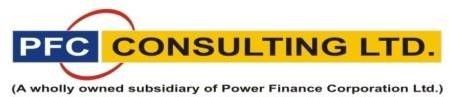 PFC CONSULTING LTD.
(A wholly owned subsidiary of Power Finance Corporation Ltd.)